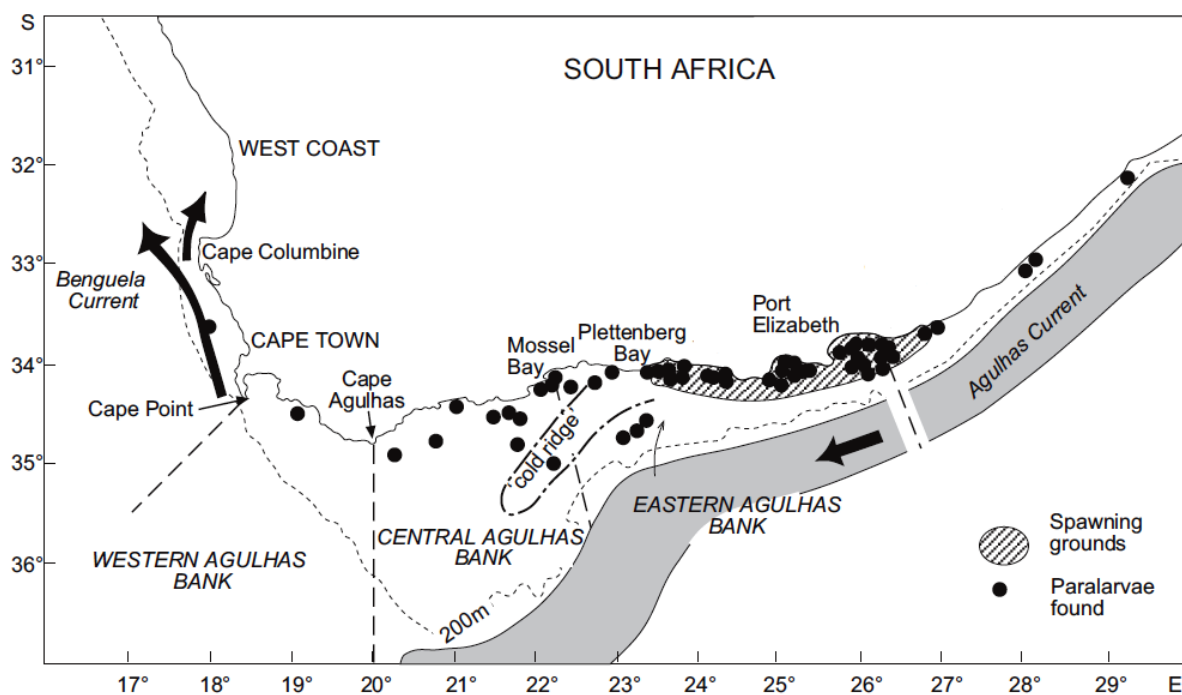 S
31°
32°
33°
34°
35°
36°
SOUTH AFRICA
WEST COAST
Cape Columbine
Benguela
Current
CAPE TOWN
Cape Point
Cape
Agulhas
Mossel
Bay
Plettenberg
Bay
Port
Elizabeth
Agulhas Current
cold ridge
WESTERN AGULHAS
BANK
CENTRAL AGULHAS
BANK
EASTERN AGULHAS
BANK
200m
Spawning
grounds
Paralarvae
found
17° 18° 19° 20° 21° 22° 23° 24° 25° 26° 27° 28° 29° E